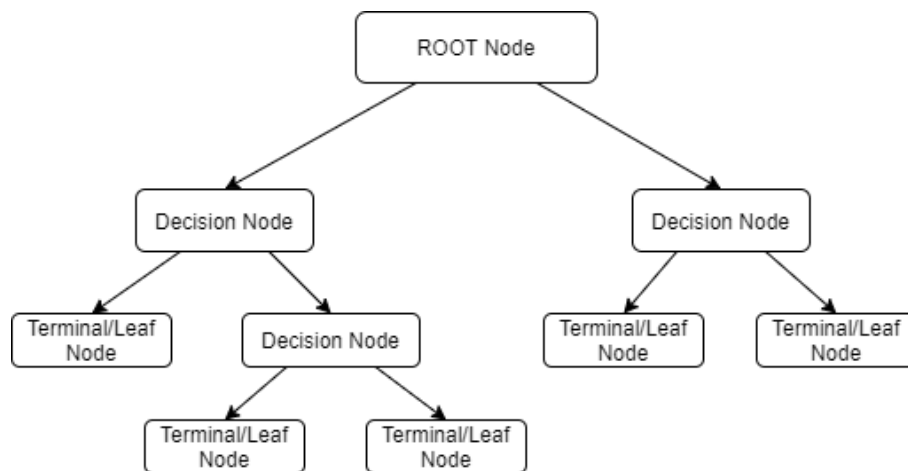 ROOT Node
Decision Node
Decision Node
Terminal/Leaf
Node
Decision Node
Terminal/Leaf
Node
Terminal/Leaf
Node
Terminal/Leaf
Node
Terminal/Leaf
Node